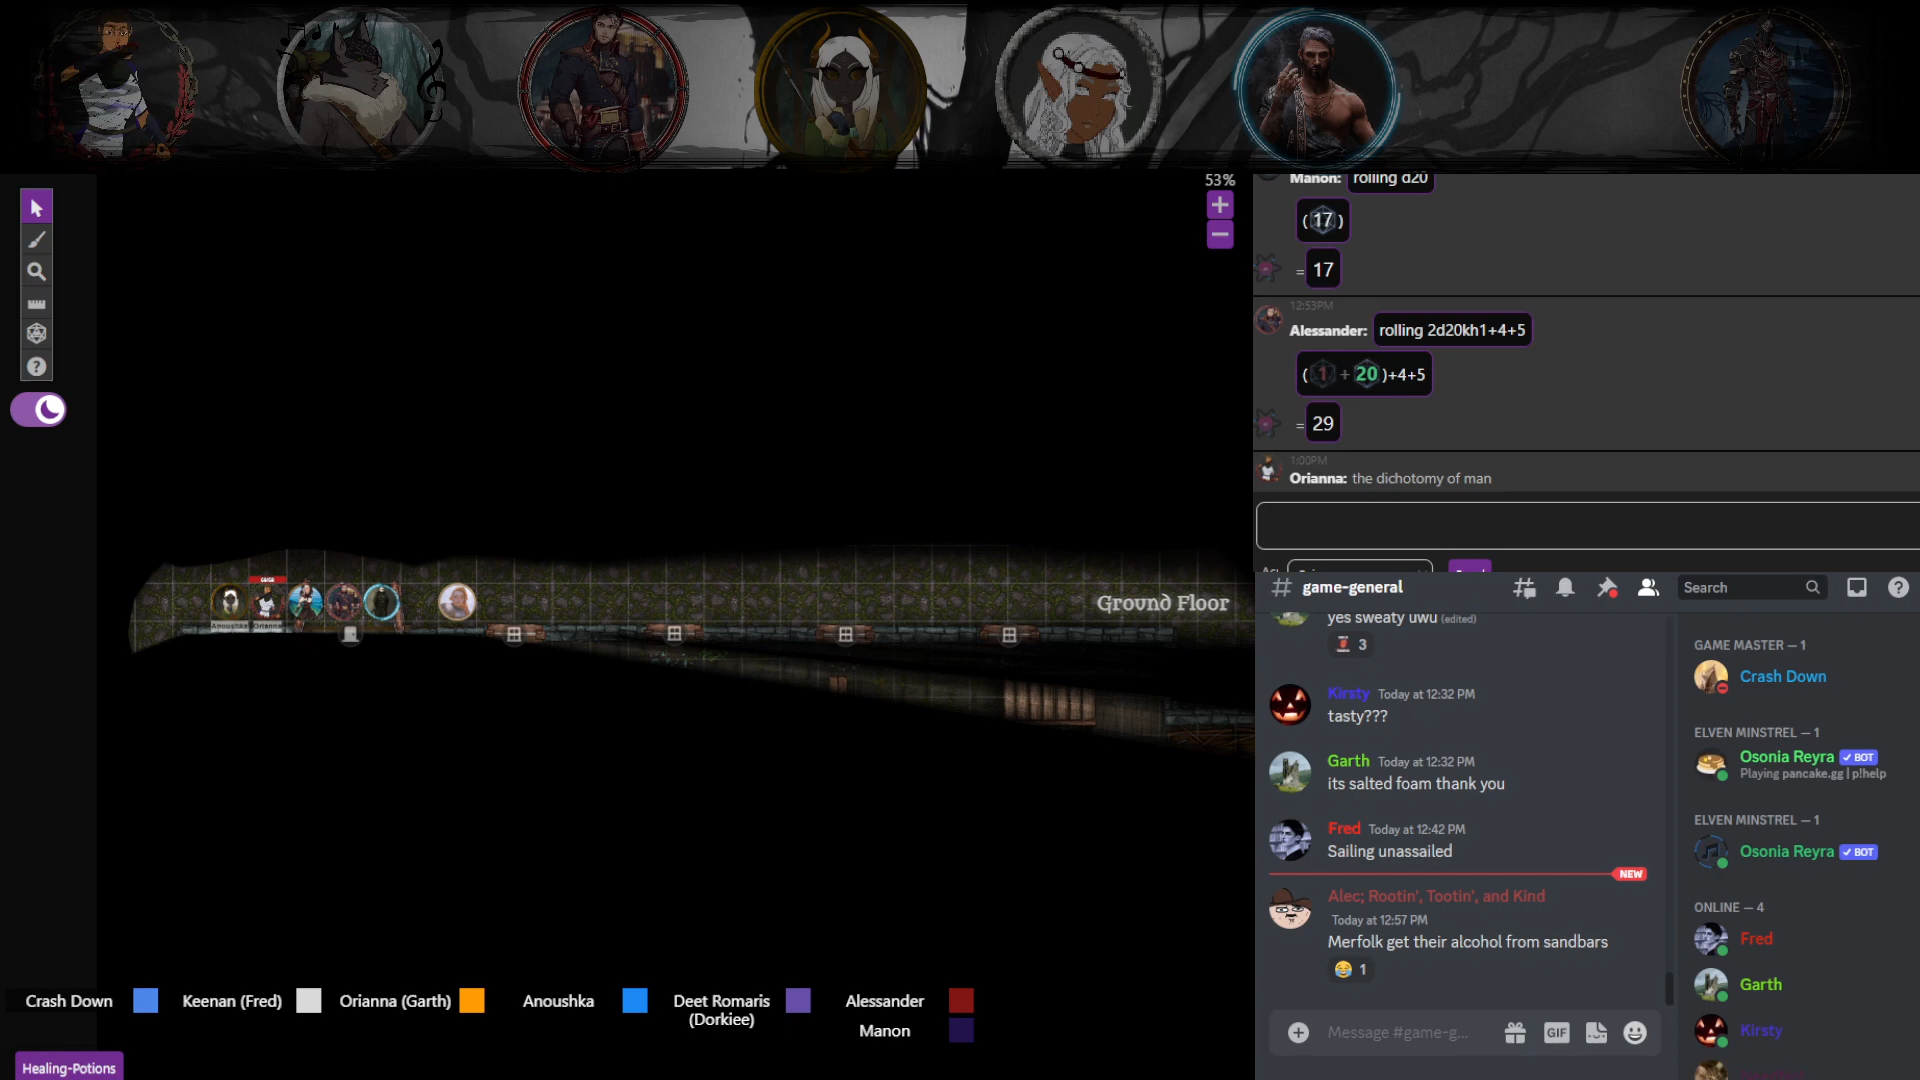 53%
Manon: rolling d20
(17)
= 17
12:53PM
Alessander: rolling 2d20kh1+4+5
(1 + 20)+4+5
= 29
1:00PM
Orianna: the dichotomy of man
Ground Floor
Anoushka
Orianna
# game-general
Search
yes sweaty uwu (edited)
3
Kirsty Today at 12:32 PM
tasty???
Garth Today at 12:32 PM
its salted foam thank you
Fred Today at 12:42 PM
Sailing unassailed
NEW
Alec; Rootin', Tootin', and Kind
Today at 12:57 PM
Merfolk get their alcohol from sandbars
1
Message #game-g...
GIF
GAME MASTER — 1
Crash Down
ELVEN MINSTREL — 1
Osonia Reyra BOT
Playing pancake.gg | p!help
ELVEN MINSTREL — 1
Osonia Reyra BOT
ONLINE — 4
Fred
Garth
Kirsty
Crash Down
Keenan (Fred)
Orianna (Garth)
Anoushka
Deet Romaris
(Dorkiee)
Alessander
Manon
Healing-Potions